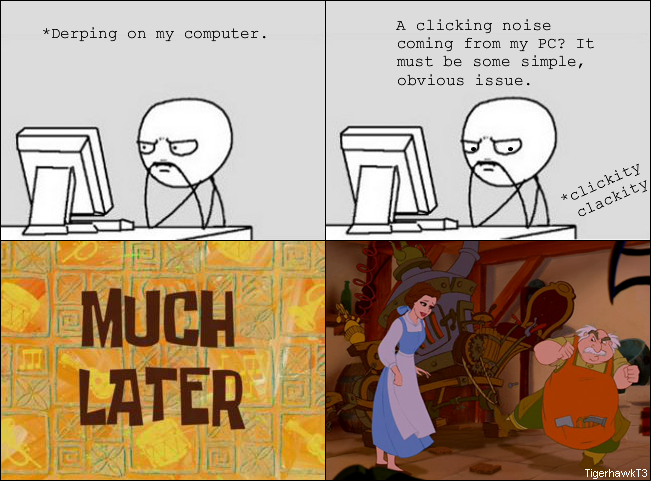 *Derping on my computer.
A clicking noise
coming from my PC? It
must be some simple,
obvious issue.
*clickity
clackity
MUCH
LATER
TigerhawkT3